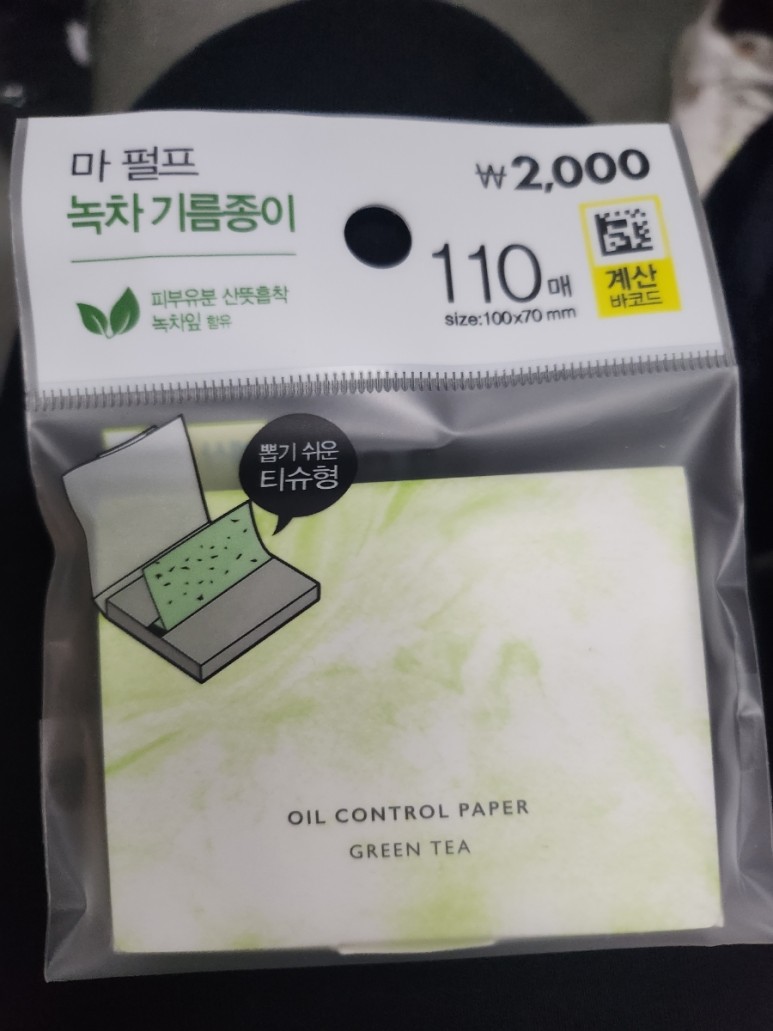 마 펄프
녹차 기름종이
피부유분 산뜻흡착
녹차잎 함유
₩2,000
110매
size:100x70 mm
계산
바코드
뽑기 쉬운
티슈형
OIL CONTROL PAPER
GREEN TEA